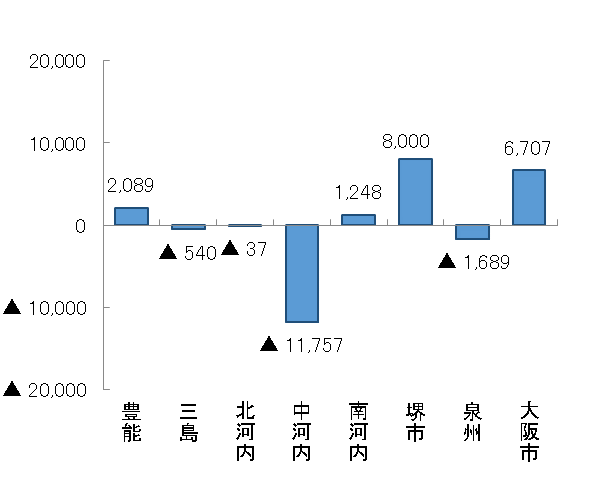 20,000
10,000
0
▲ 10,000
▲ 20,000
2,089
▲ 540
▲ 37
▲ 11,757
1,248
8,000
▲ 1,689
6,707
豊能
三島
北河内
中河内
南河内
堺市
泉州
大阪市